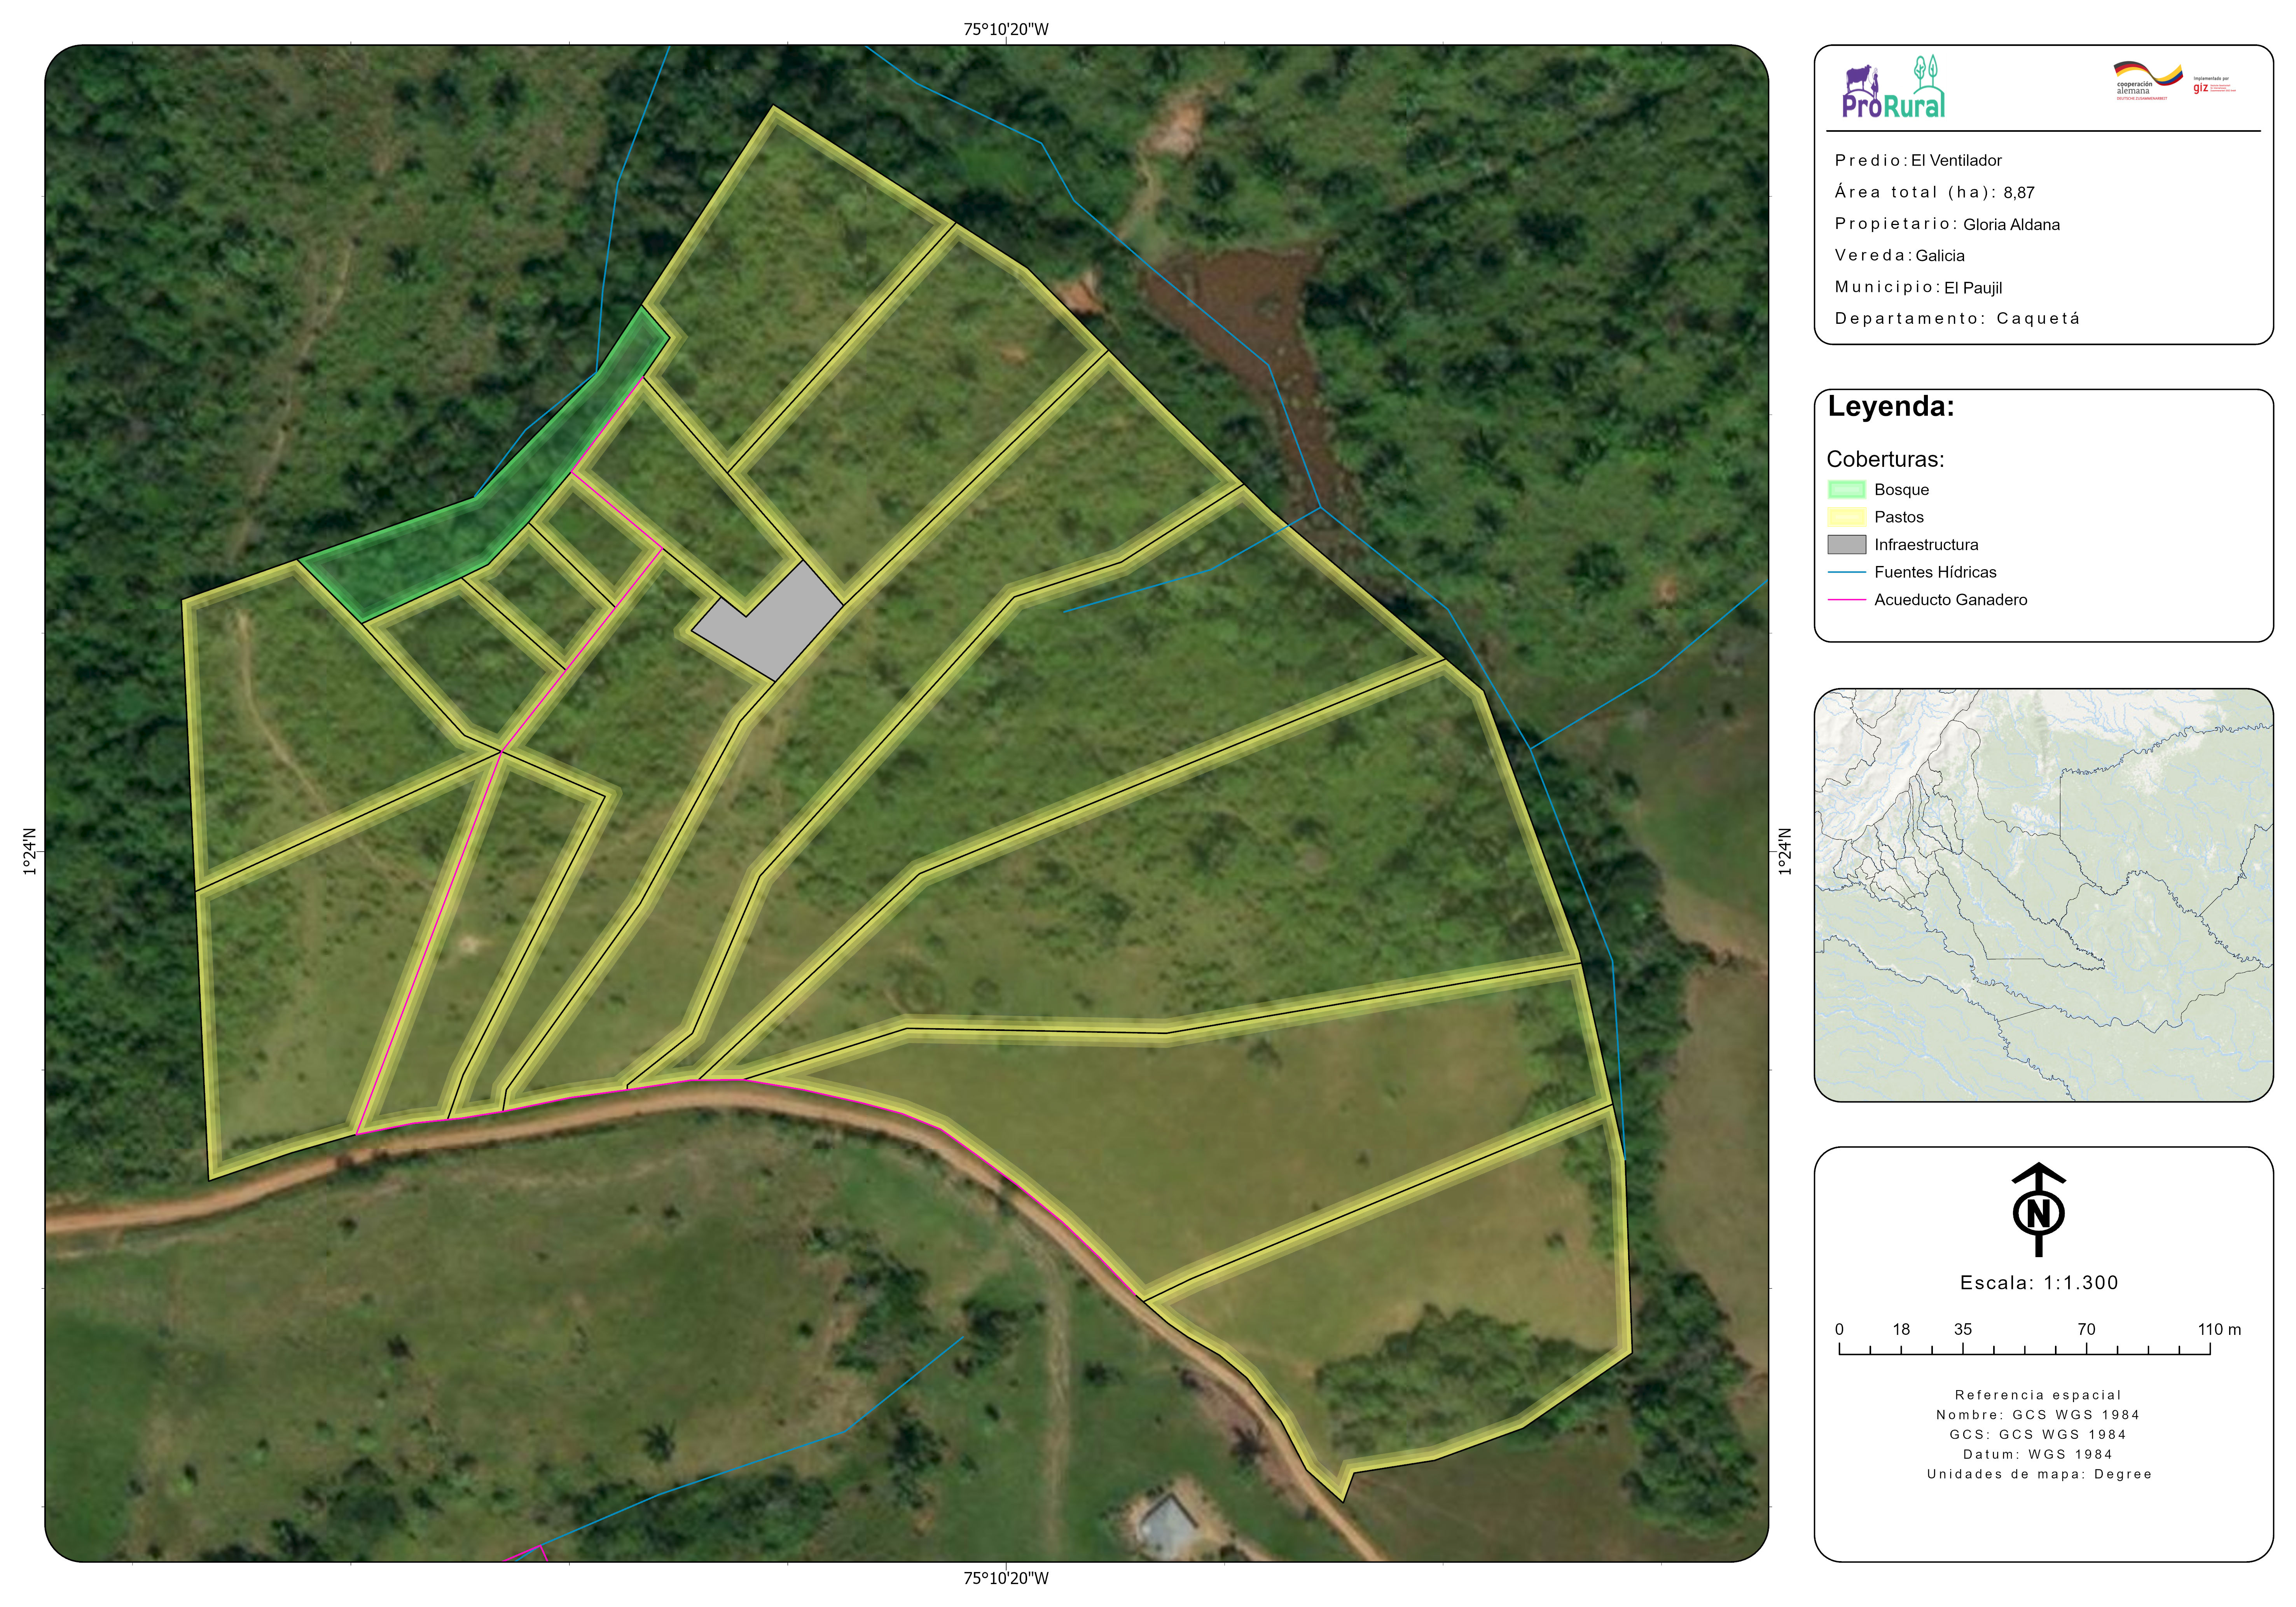 75°10'20"W
75°10'20"W
1°24'N
1°24'N
ProRural
cooperación
alemana
DEUTSCHE ZUSAMMENARBEIT
Implementada por
giz
Predio: El Ventilador
Área total (ha): 8,87
Propietario: Gloria Aldana
Vereda: Galicia
Municipio: El Paujil
Departamento: Caquetá
Leyenda:
Coberturas:
Bosque
Pastos
Infraestructura
Fuentes Hídricas
Acueducto Ganadero
N
Escala: 1:1.300
0 18 35 70 110 m
Referencia espacial
Nombre: GCS WGS 1984
GCS: GCS WGS 1984
Datum: WGS 1984
Unidades de mapa: Degree